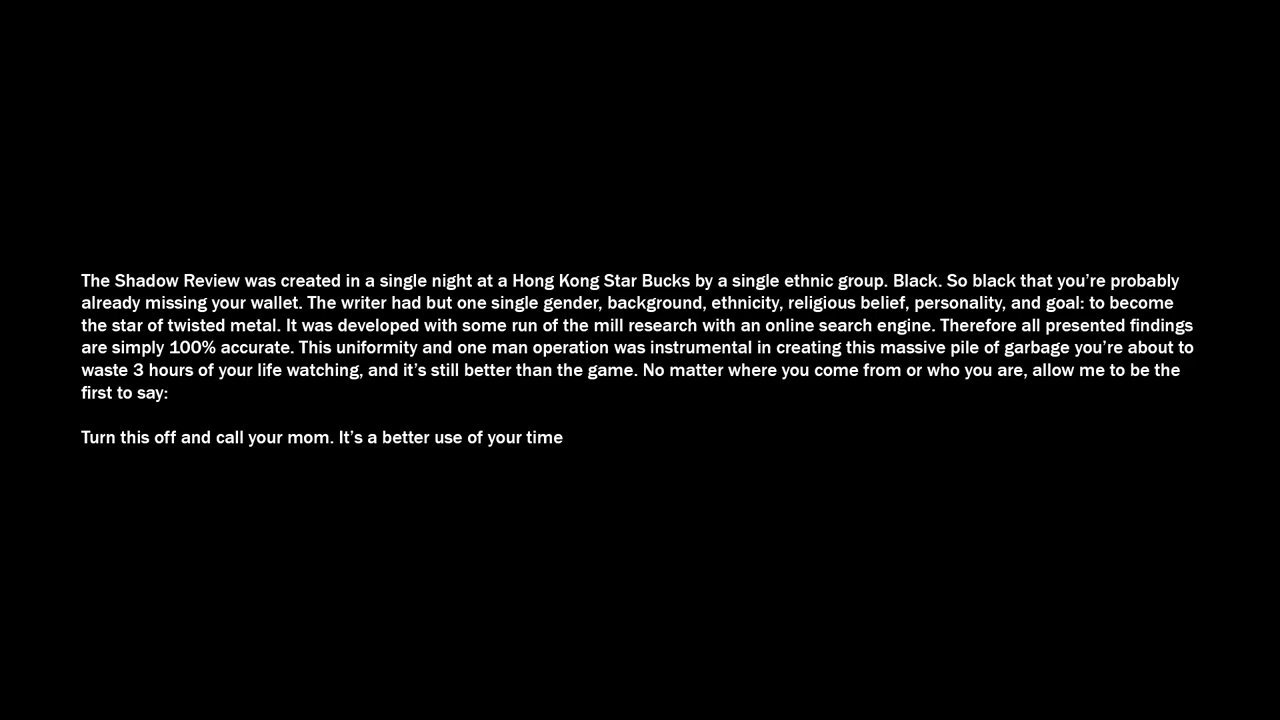 The Shadow Review was created in a single night at a Hong Kong Star Bucks by a single ethnic group. Black. So black that you’re probably
already missing your wallet. The writer had but one single gender, background, ethnicity, religious belief, personality, and goal: to become
the star of twisted metal. It was developed with some run of the mill research with an online search engine. Therefore all presented findings
are simply 100% accurate. This uniformity and one man operation was instrumental in creating this massive pile of garbage you’re about to
waste 3 hours of your life watching, and it’s still better than the game. No matter where you come from or who you are, allow me to be the
first to say:
Turn this off and call your mom. It’s a better use of your time